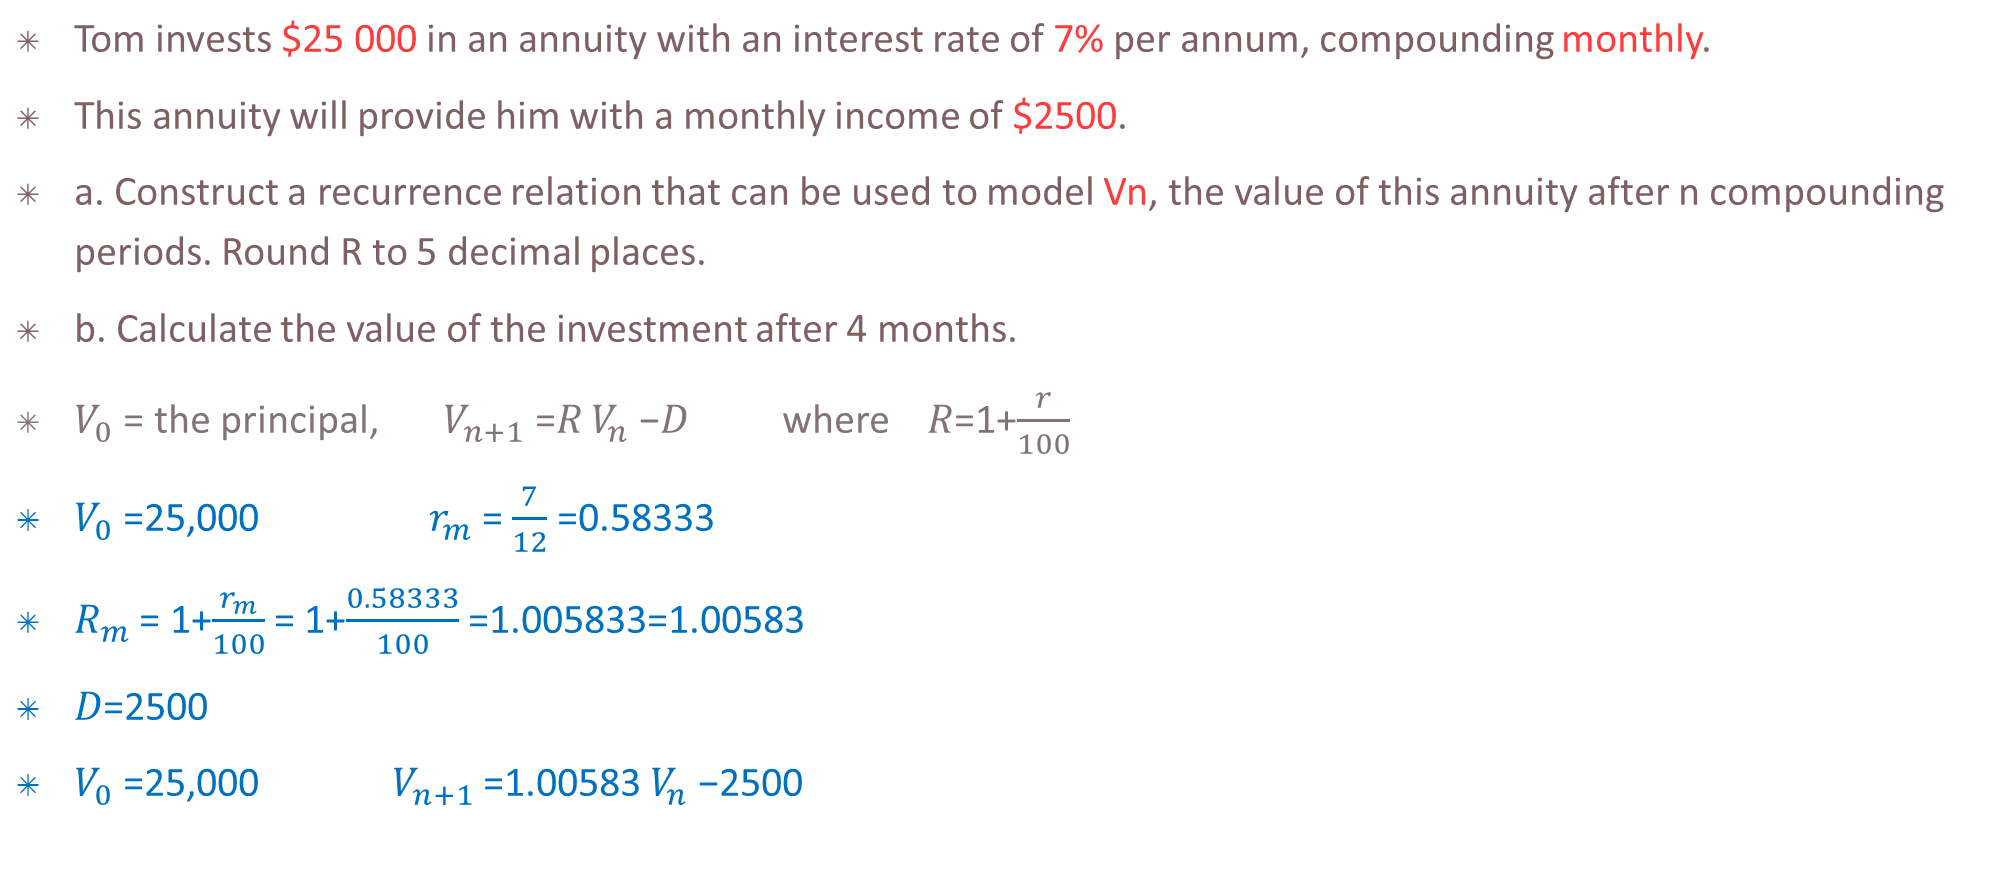 ✳ Tom invests $25 000 in an annuity with an interest rate of 7% per annum, compounding monthly.
✳ This annuity will provide him with a monthly income of $2500.
✳ a. Construct a recurrence relation that can be used to model Vn, the value of this annuity after n compounding
periods. Round R to 5 decimal places.
✳ b. Calculate the value of the investment after 4 months.
✳ V₀ = the principal, Vₙ₊₁ =R Vₙ −D where R=1+r/100
✳ V₀ =25,000 rₘ = 7/12 =0.58333
✳ Rₘ = 1+rₘ/100 = 1+0.58333/100 =1.005833=1.00583
✳ D=2500
✳ V₀ =25,000 Vₙ₊₁ =1.00583 Vₙ −2500